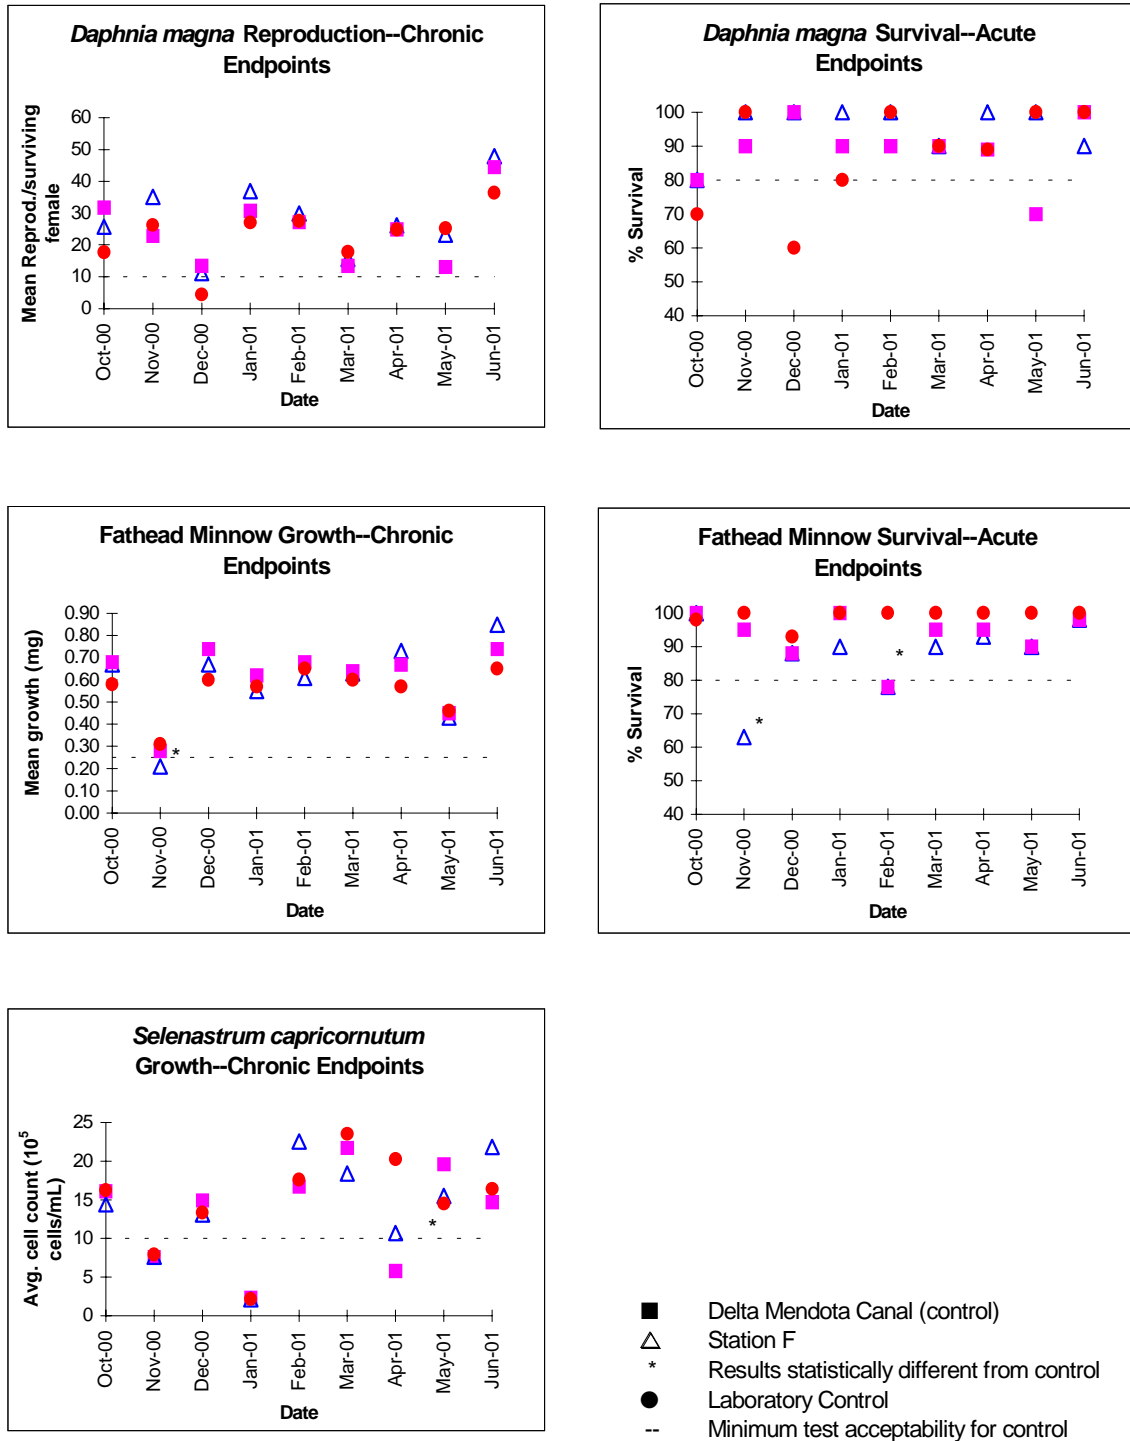 Daphnia magna Reproduction--Chronic
Endpoints
Mean Reprod./surviving
female
60
50
40
30
20
10
0
Oct-00
Nov-00
Dec-00
Jan-01
Feb-01
Mar-01
Apr-01
May-01
Jun-01
Date
Daphnia magna Survival--Acute
Endpoints
% Survival
100
90
80
70
60
50
40
Oct-00
Nov-00
Dec-00
Jan-01
Feb-01
Mar-01
Apr-01
May-01
Jun-01
Date
Fathead Minnow Growth--Chronic
Endpoints
Mean growth (mg)
0.90
0.80
0.70
0.60
0.50
0.40
0.30
0.20
0.10
0.00
*
Oct-00
Nov-00
Dec-00
Jan-01
Feb-01
Mar-01
Apr-01
May-01
Jun-01
Date
Fathead Minnow Survival--Acute
Endpoints
% Survival
100
90
80
70
60
50
40
*
*
Oct-00
Nov-00
Dec-00
Jan-01
Feb-01
Mar-01
Apr-01
May-01
Jun-01
Date
Selenastrum capricornutum
Growth--Chronic Endpoints
Avg. cell count (10⁵
cells/mL)
25
20
15
10
5
0
*
Oct-00
Nov-00
Dec-00
Jan-01
Feb-01
Mar-01
Apr-01
May-01
Jun-01
Date
Delta Mendota Canal (control)
Station F
* Results statistically different from control
Laboratory Control
-- Minimum test acceptability for control